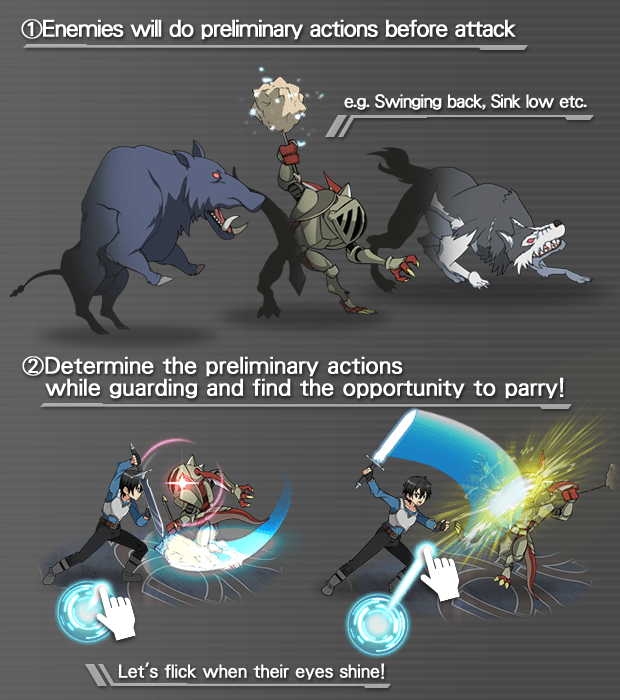 ①Enemies will do preliminary actions before attack
e.g. Swinging back, Sink low etc.
②Determine the preliminary actions
while guarding and find the opportunity to parry!
Let's flick when their eyes shine!